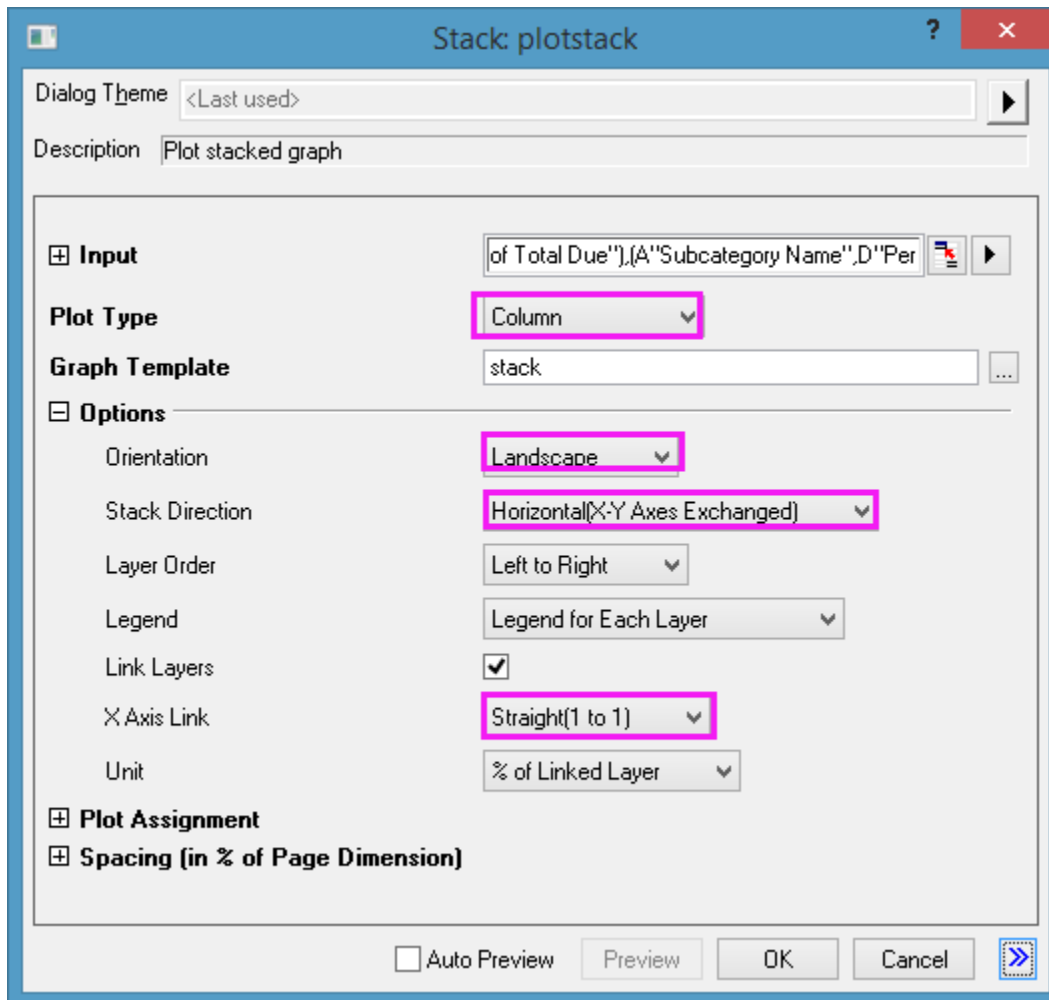 Stack: plotstack
?
Dialog Theme <Last used>
Description Plot stacked graph
Input of Total Due"),(A"Subcategory Name",D"Per
Plot Type Column
Graph Template stack ...
Options
Orientation Landscape
Stack Direction Horizontal(X-Y Axes Exchanged)
Layer Order Left to Right
Legend Legend for Each Layer
Link Layers
X Axis Link Straight(1 to 1)
Unit % of Linked Layer
Plot Assignment
Spacing (in % of Page Dimension)
Auto Preview Preview OK Cancel